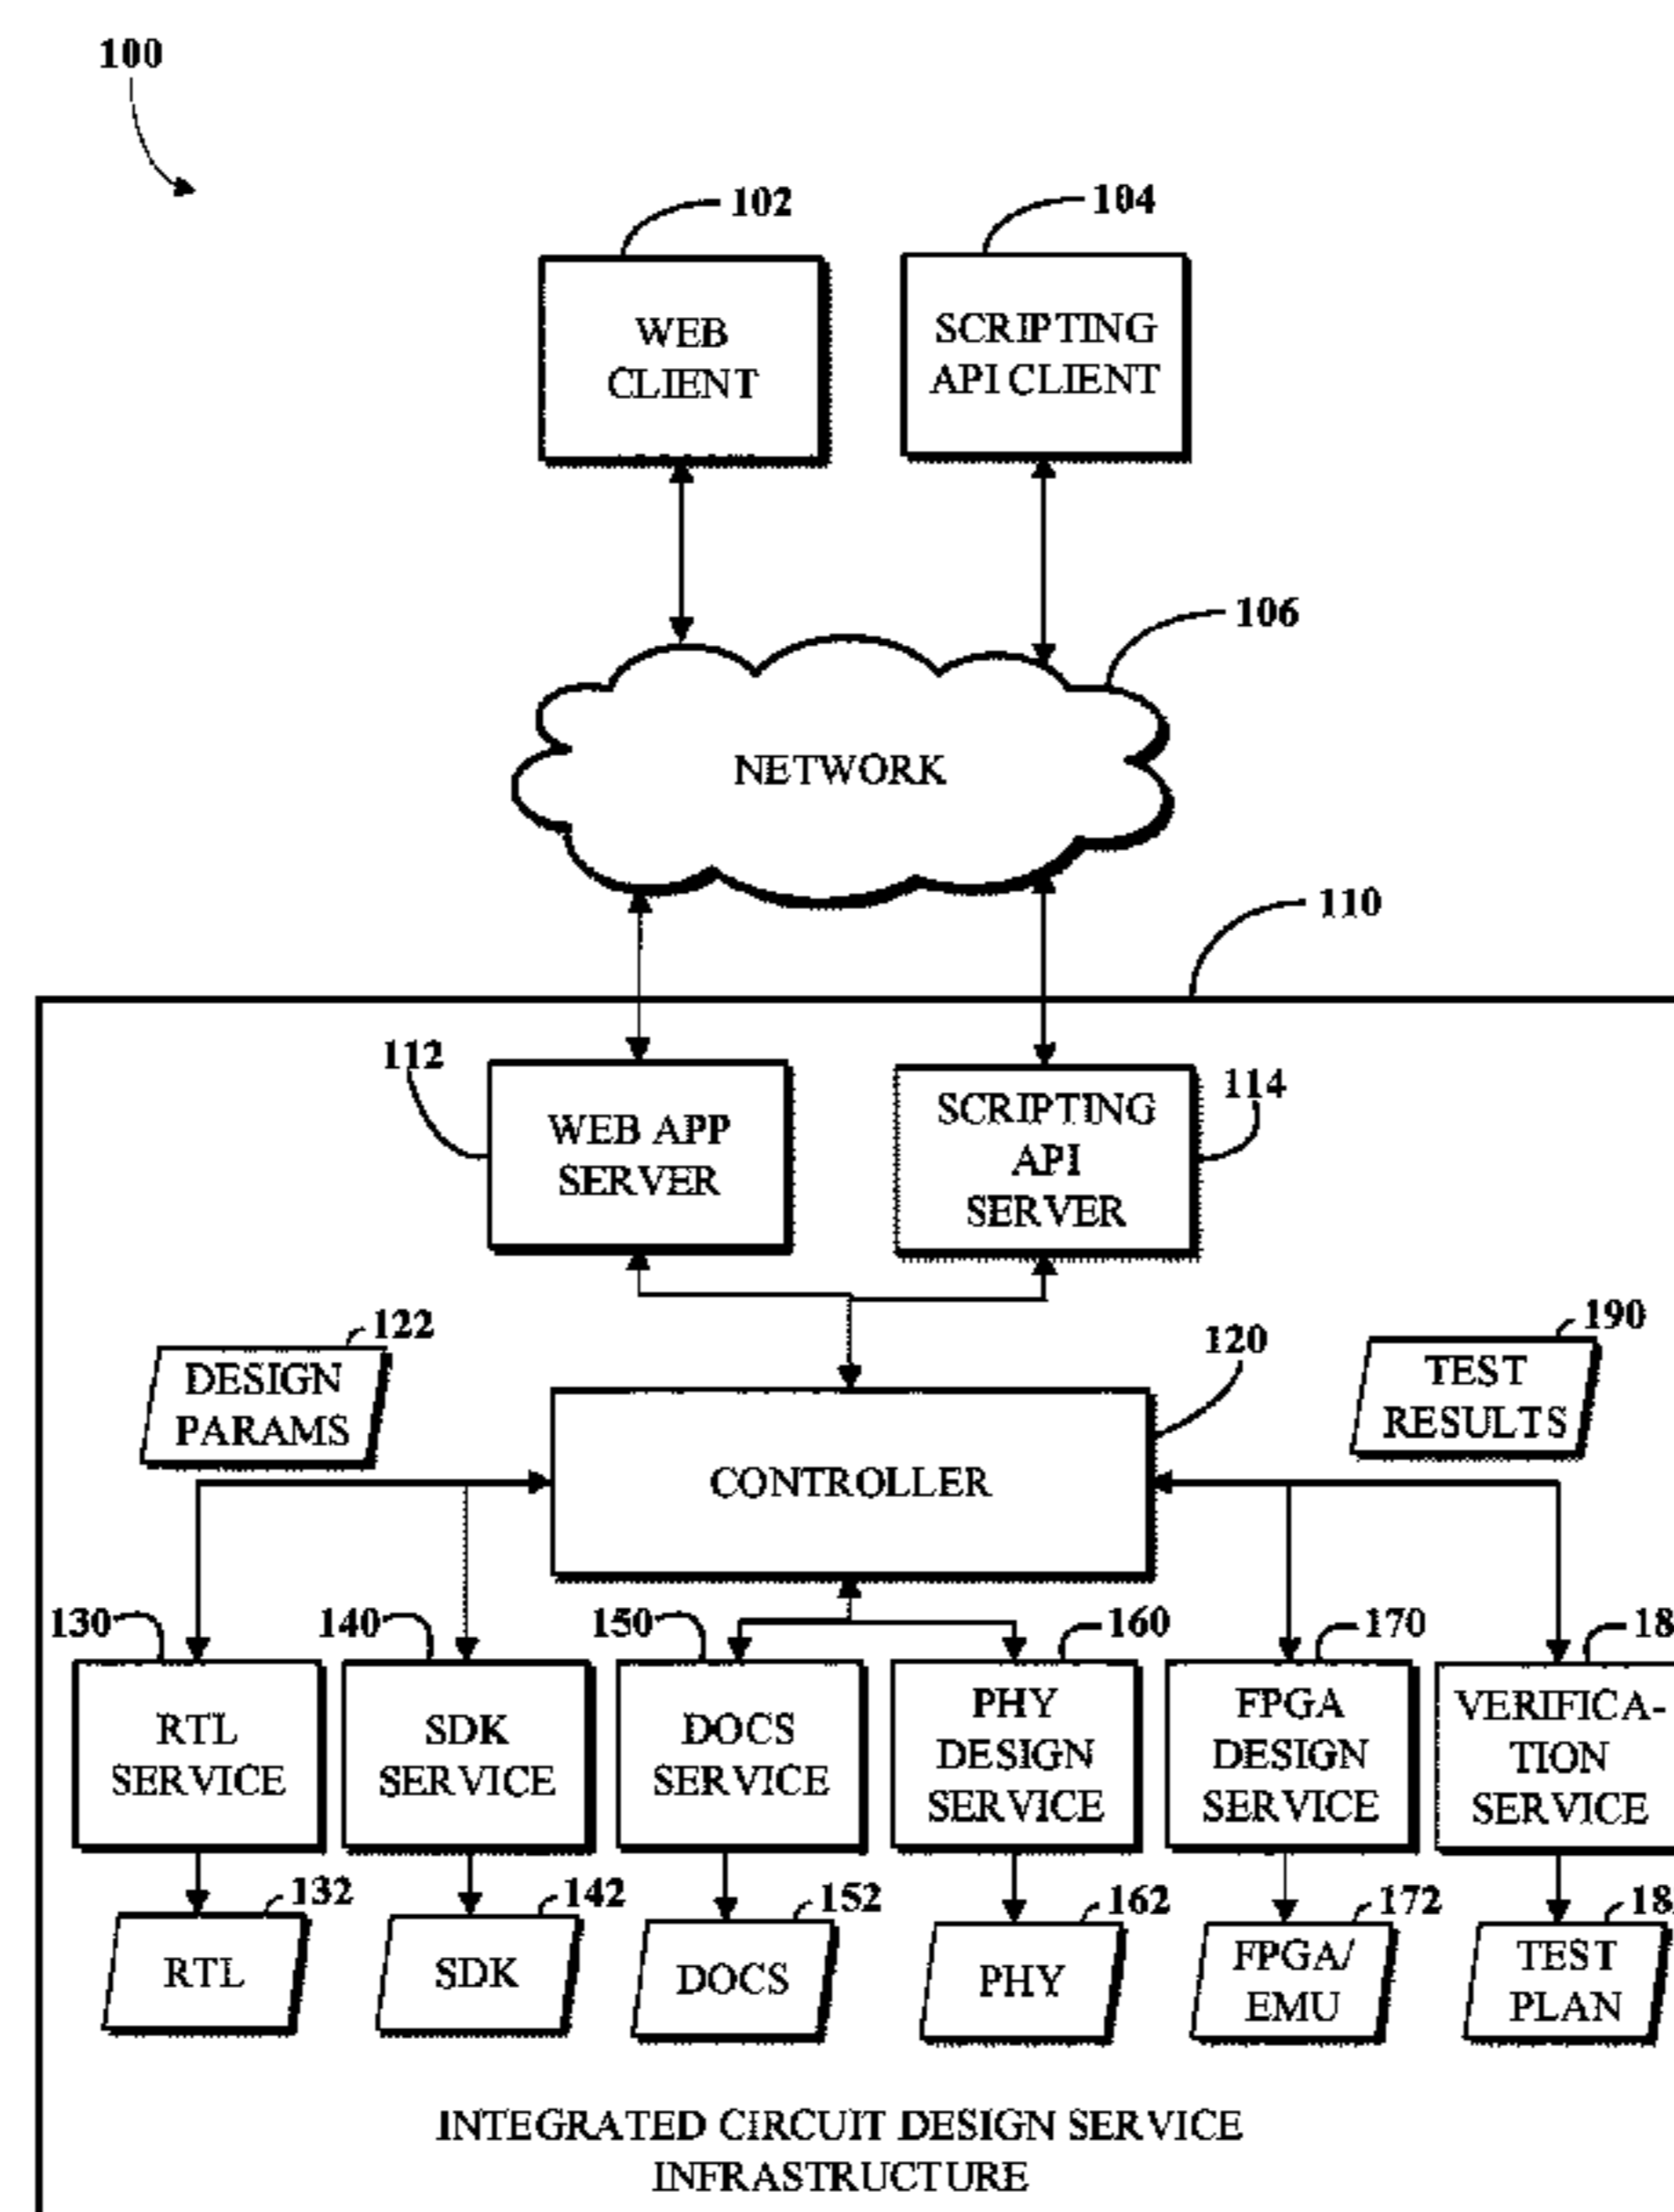 100
102
104
WEB
CLIENT
SCRIPTING
API CLIENT
106
NETWORK
110
112
WEB APP
SERVER
SCRIPTING
API
SERVER
114
122
DESIGN
PARAMS
120
CONTROLLER
190
TEST
RESULTS
130
RTL
SERVICE
140
SDK
SERVICE
150
DOCS
SERVICE
160
PHY
DESIGN
SERVICE
170
FPGA
DESIGN
SERVICE
18
VERIFICA-
TION
SERVICE
132
RTL
142
SDK
152
DOCS
162
PHY
172
FPGA/
EMU
18
TEST
PLAN
INTEGRATED CIRCUIT DESIGN SERVICE
INFRASTRUCTURE